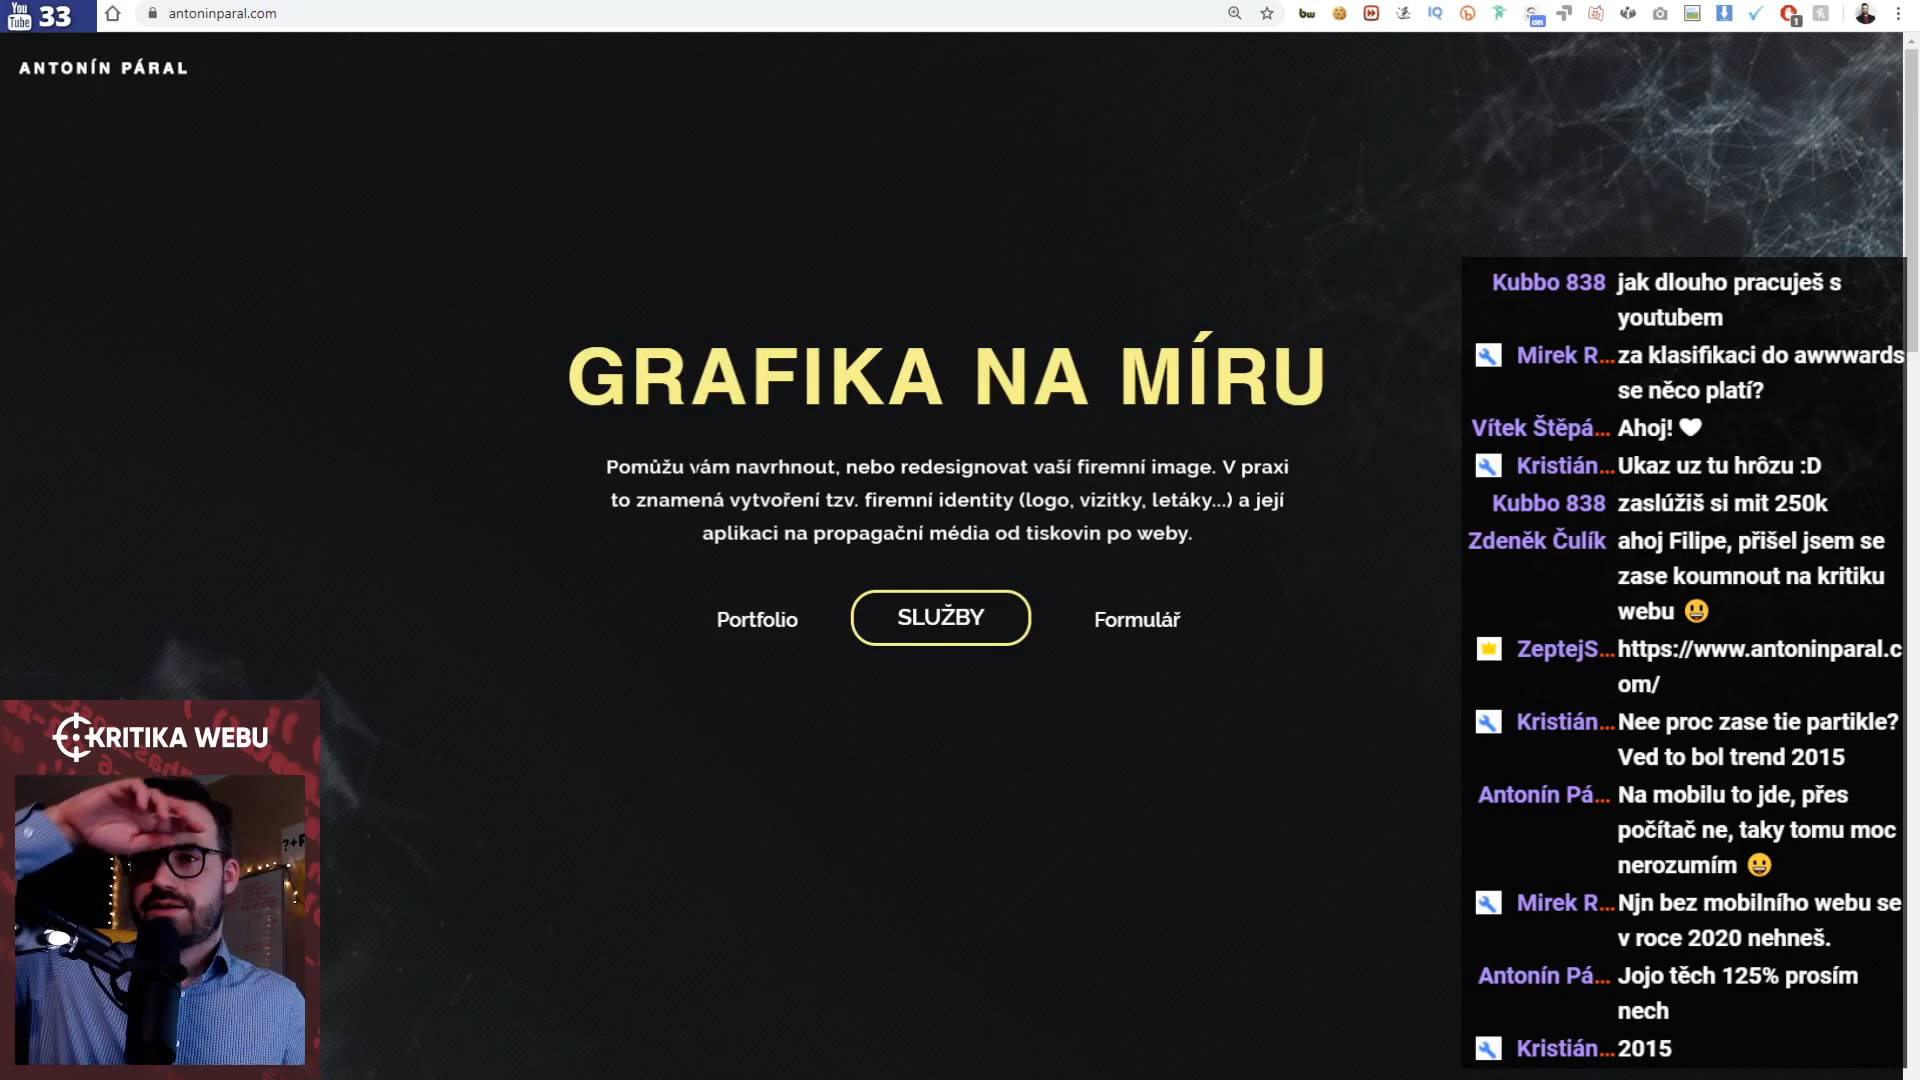 You
Tube 33
antoninparal.com
ANTONÍN PÁRAL
GRAFIKA NA MÍRU
Pomůžu vám navrhnout, nebo redesignovat vaší firemní image. V praxi
to znamená vytvoření tzv. firemní identity (logo, vizitky, letáky...) a její
aplikaci na propagační média od tiskovin po weby.
Portfolio
SLUŽBY
Formulář
Kubbo 838 jak dlouho pracuješ s
youtubem
Mirek R... za klasifikaci do awwwards
se něco platí?
Vítek Štěpá... Ahoj! 🤍
Kristián... Ukaz uz tu hrôzu :D
Kubbo 838 zaslúžiš si mit 250k
Zdeněk Čulík ahoj Filipe, přišel jsem se
zase koumnout na kritiku
webu 😃
ZeptejS... https://www.antoninparal.c
om/
Kristián... Nee proc zase tie partikle?
Ved to bol trend 2015
Antonín Pá... Na mobilu to jde, přes
počítač ne, taky tomu moc
nerozumím 😀
Mirek R... Njn bez mobilního webu se
v roce 2020 nehneš.
Antonín Pá... Jojo těch 125% prosím
nech
Kristián... 2015
KRITIKA WEBU
bw
IQ
on
1
?+F